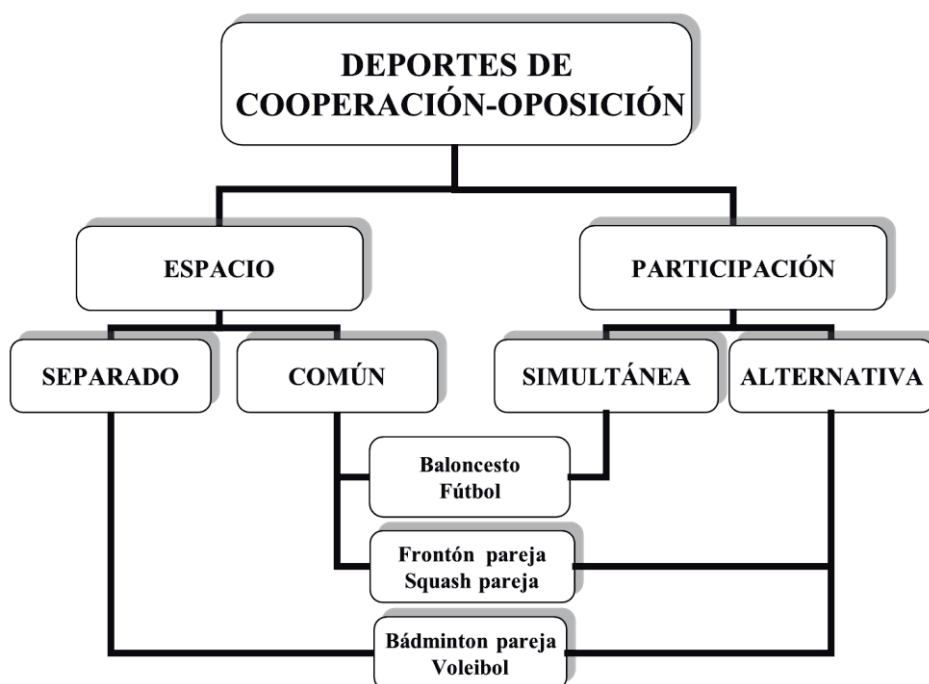 DEPORTES DE
COOPERACIÓN-OPOSICIÓN
ESPACIO
PARTICIPACIÓN
SEPARADO
COMÚN
SIMULTÁNEA
ALTERNATIVA
Baloncesto
Fútbol
Frontón pareja
Squash pareja
Bádminton pareja
Voleibol